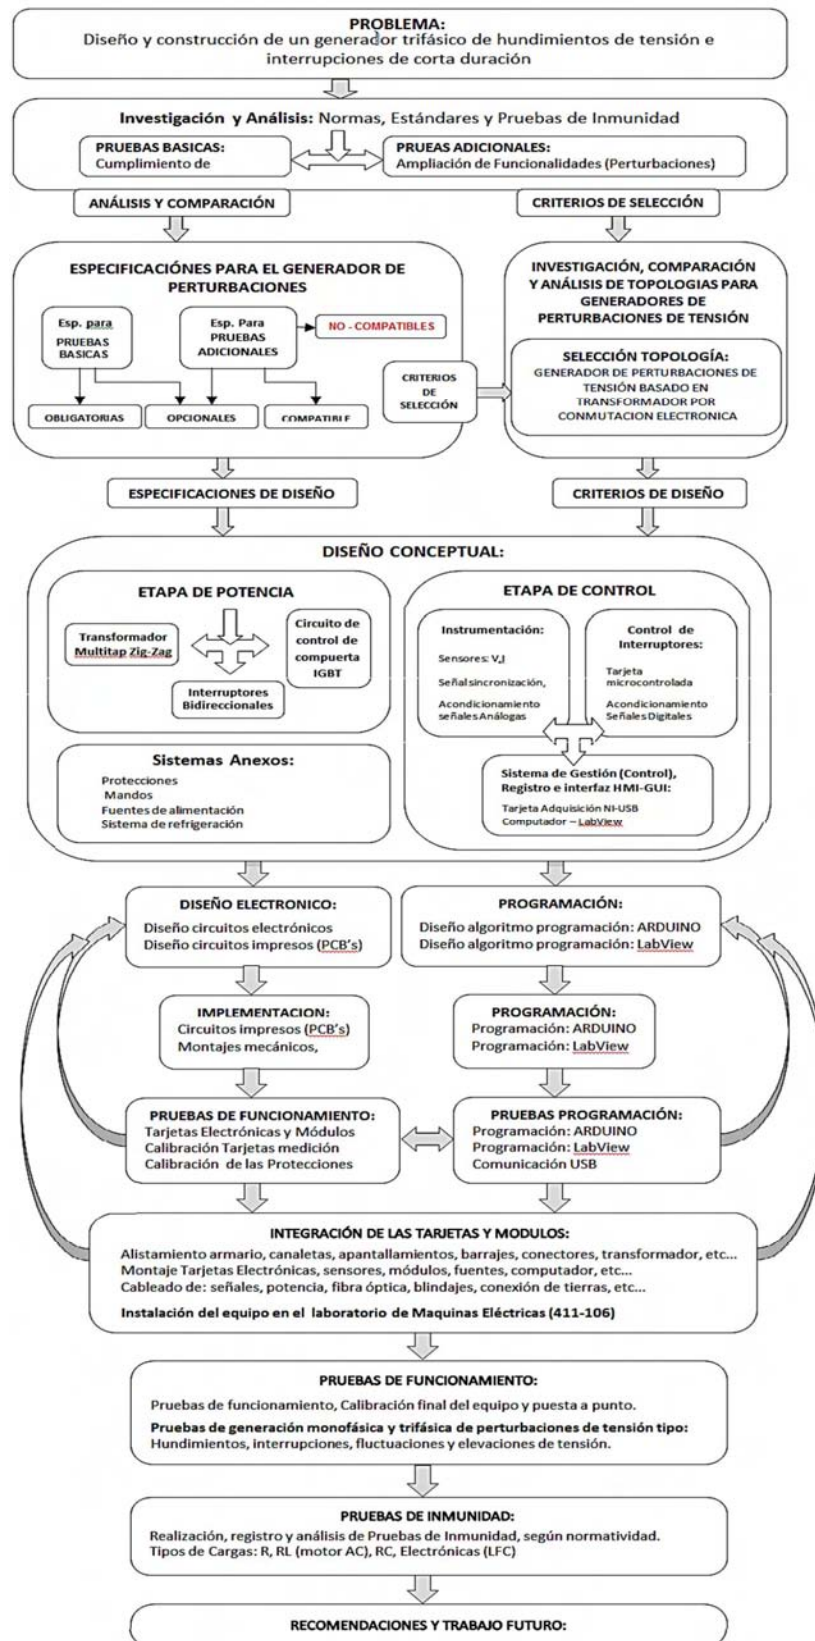 PROBLEMA:
Diseño y construcción de un generador trifásico de hundimientos de tensión e
interrupciones de corta duración
Investigación y Análisis: Normas, Estándares y Pruebas de Inmunidad
PRUEBAS BASICAS:
Cumplimiento de
PRUEAS ADICIONALES:
Ampliación de Funcionalidades (Perturbaciones)
ANÁLISIS Y COMPARACIÓN
CRITERIOS DE SELECCIÓN
ESPECIFICACIÓNES PARA EL GENERADOR DE
PERTURBACIONES
Esp. para
PRUEBAS
BASICAS
Esp. Para
PRUEBAS
ADICIONALES
NO - COMPATIBLES
OBLIGATORIAS
OPCIONALES
COMPATIBLE
CRITERIOS
DE
SELECCIÓN
INVESTIGACIÓN, COMPARACIÓN
Y ANÁLISIS DE TOPOLOGIAS PARA
GENERADORES DE
PERTURBACIONES DE TENSIÓN
SELECCIÓN TOPOLOGÍA:
GENERADOR DE PERTURBACIONES DE
TENSIÓN BASADO EN
TRANSFORMADOR POR
CONMUTACION ELECTRONICA
ESPECIFICACIONES DE DISEÑO
CRITERIOS DE DISEÑO
DISEÑO CONCEPTUAL:
ETAPA DE POTENCIA
Transformador
Multitap Zig-Zag
Circuito de
control de
compuerta
IGBT
Interruptores
Bidireccionales
Sistemas Anexos:
Protecciones
Mandos
Fuentes de alimentación
Sistema de refrigeración
ETAPA DE CONTROL
Instrumentación:
Sensores: V,I
Señal sincronización,
Acondicionamiento
señales Análogas
Control de
Interruptores:
Tarjeta
microcontrolada
Acondicionamiento
Señales Digitales
Sistema de Gestión (Control),
Registro e interfaz HMI-GUI:
Tarjeta Adquisición NI-USB
Computador – LabView
DISEÑO ELECTRONICO:
Diseño circuitos electrónicos
Diseño circuitos impresos (PCB's)
PROGRAMACIÓN:
Diseño algoritmo programación: ARDUINO
Diseño algoritmo programación: LabView
IMPLEMENTACION:
Circuitos impresos (PCB's)
Montajes mecánicos,
PROGRAMACIÓN:
Programación: ARDUINO
Programación: LabView
PRUEBAS DE FUNCIONAMIENTO:
Tarjetas Electrónicas y Módulos
Calibración Tarjetas medición
Calibración de las Protecciones
PRUEBAS PROGRAMACIÓN:
Programación: ARDUINO
Programación: LabView
Comunicación USB
INTEGRACIÓN DE LAS TARJETAS Y MODULOS:
Alistamiento armario, canaletas, apantallamientos, barrajes, conectores, transformador, etc...
Montaje Tarjetas Electrónicas, sensores, módulos, fuentes, computador, etc...
Cableado de: señales, potencia, fibra óptica, blindajes, conexión de tierras, etc...
Instalación del equipo en el laboratorio de Maquinas Eléctricas (411-106)
PRUEBAS DE FUNCIONAMIENTO:
Pruebas de funcionamiento, Calibración final del equipo y puesta a punto.
Pruebas de generación monofásica y trifásica de perturbaciones de tensión tipo:
Hundimientos, interrupciones, fluctuaciones y elevaciones de tensión.
PRUEBAS DE INMUNIDAD:
Realización, registro y análisis de Pruebas de Inmunidad, según normatividad.
Tipos de Cargas: R, RL (motor AC), RC, Electrónicas (LFC)
RECOMENDACIONES Y TRABAJO FUTURO: